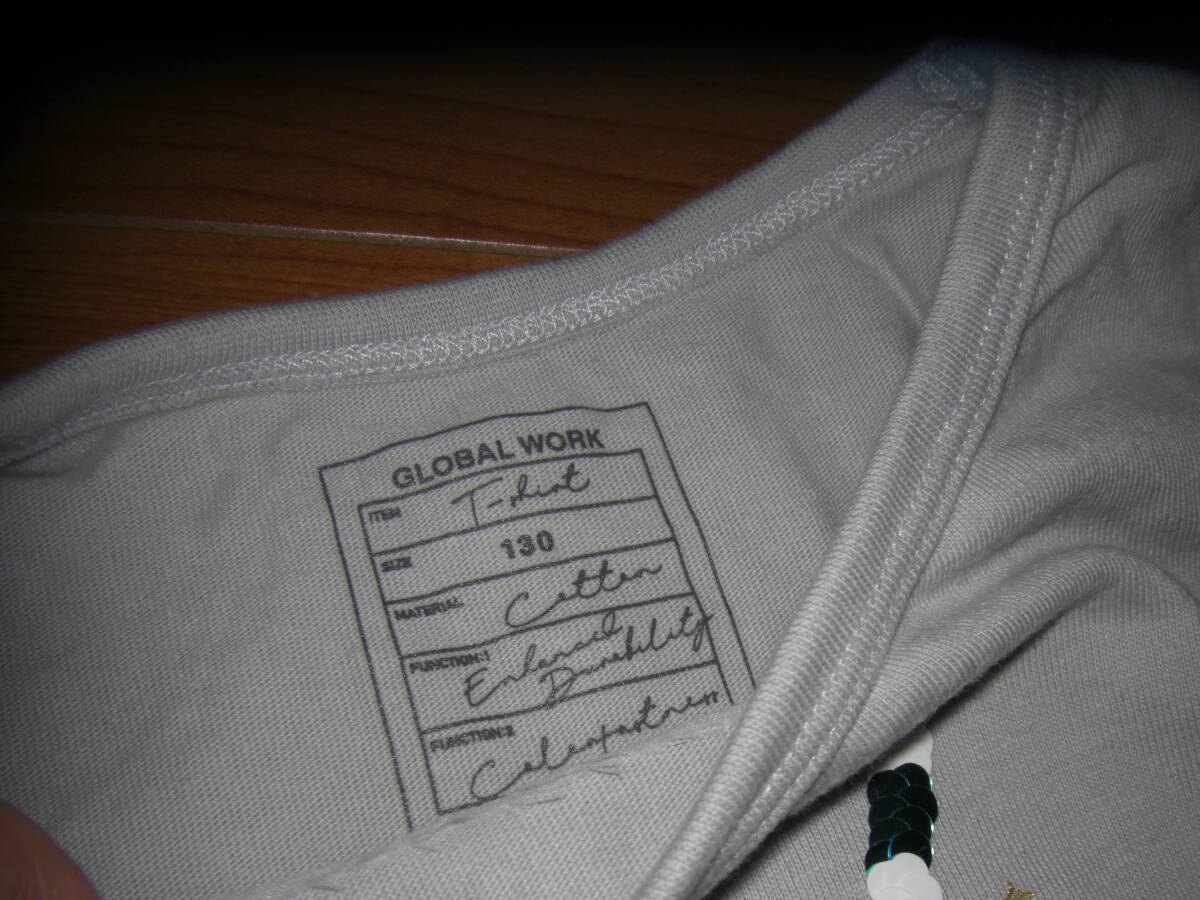 GLOBAL WORK
ITEM T-shirt
SIZE 130
MATERIAL Cotton
FUNCTION:1 Enhanced
Durability
FUNCTION:2 Colorfastness